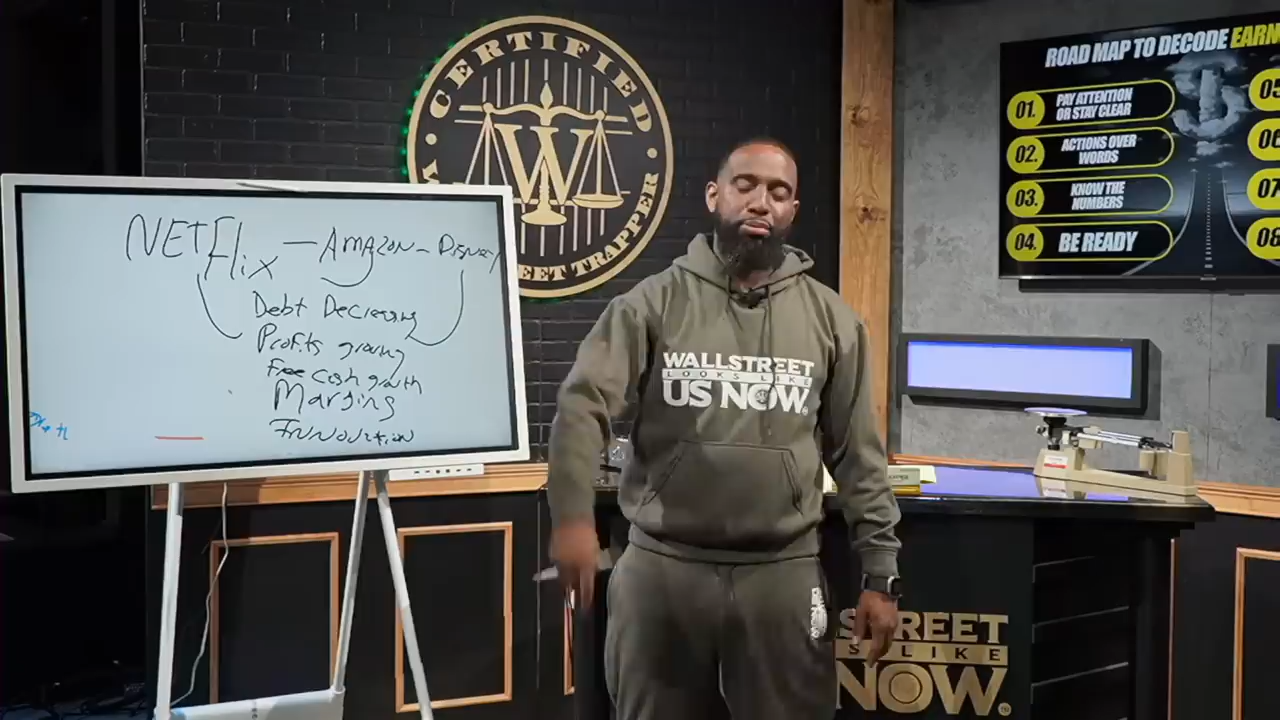 NETFlix — AMAZON - DISNEY
Debt Decreasing
Profits growing
Free cash growth
Margins
Innovation
CERTIFIED
W
EET TRAPPER
WALLSTREET
LOOKS LIKE
US NOW
ROAD MAP TO DECODE EARN
01. PAY ATTENTION
OR STAY CLEAR
02. ACTIONS OVER
WORDS
03. KNOW THE
NUMBERS
04. BE READY
05
06
07
08
STREET
S LIKE
NOW